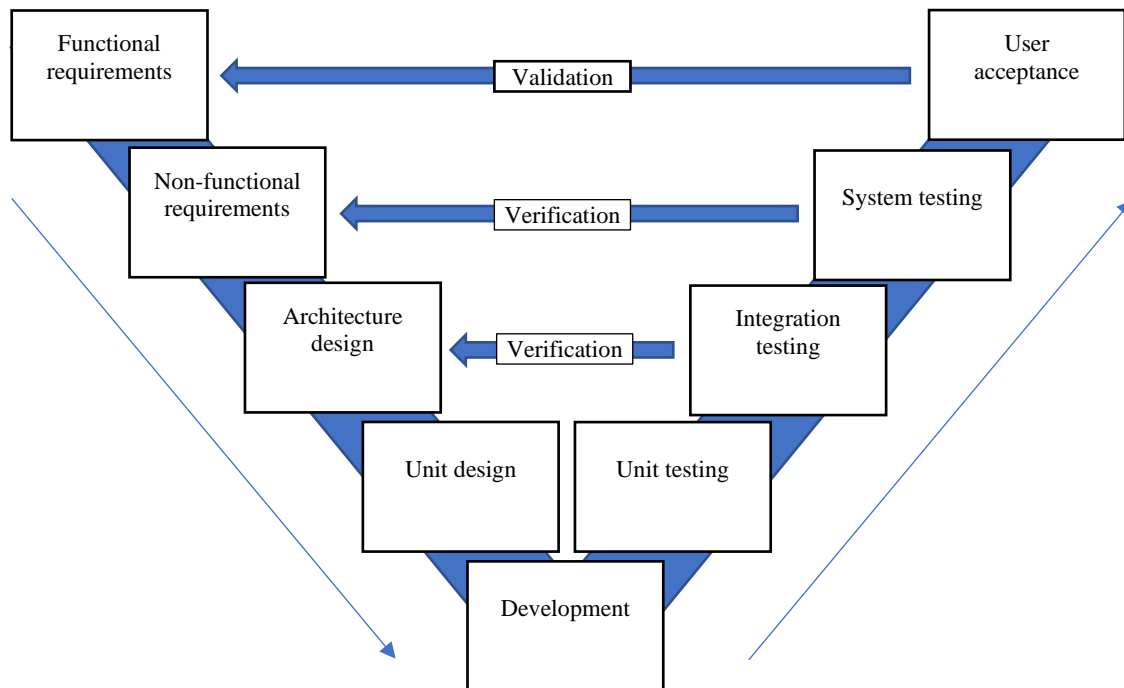 Functional
requirements
User
acceptance
Validation
Non-functional
requirements
Verification
System testing
Architecture
design
Verification
Integration
testing
Unit design
Unit testing
Development